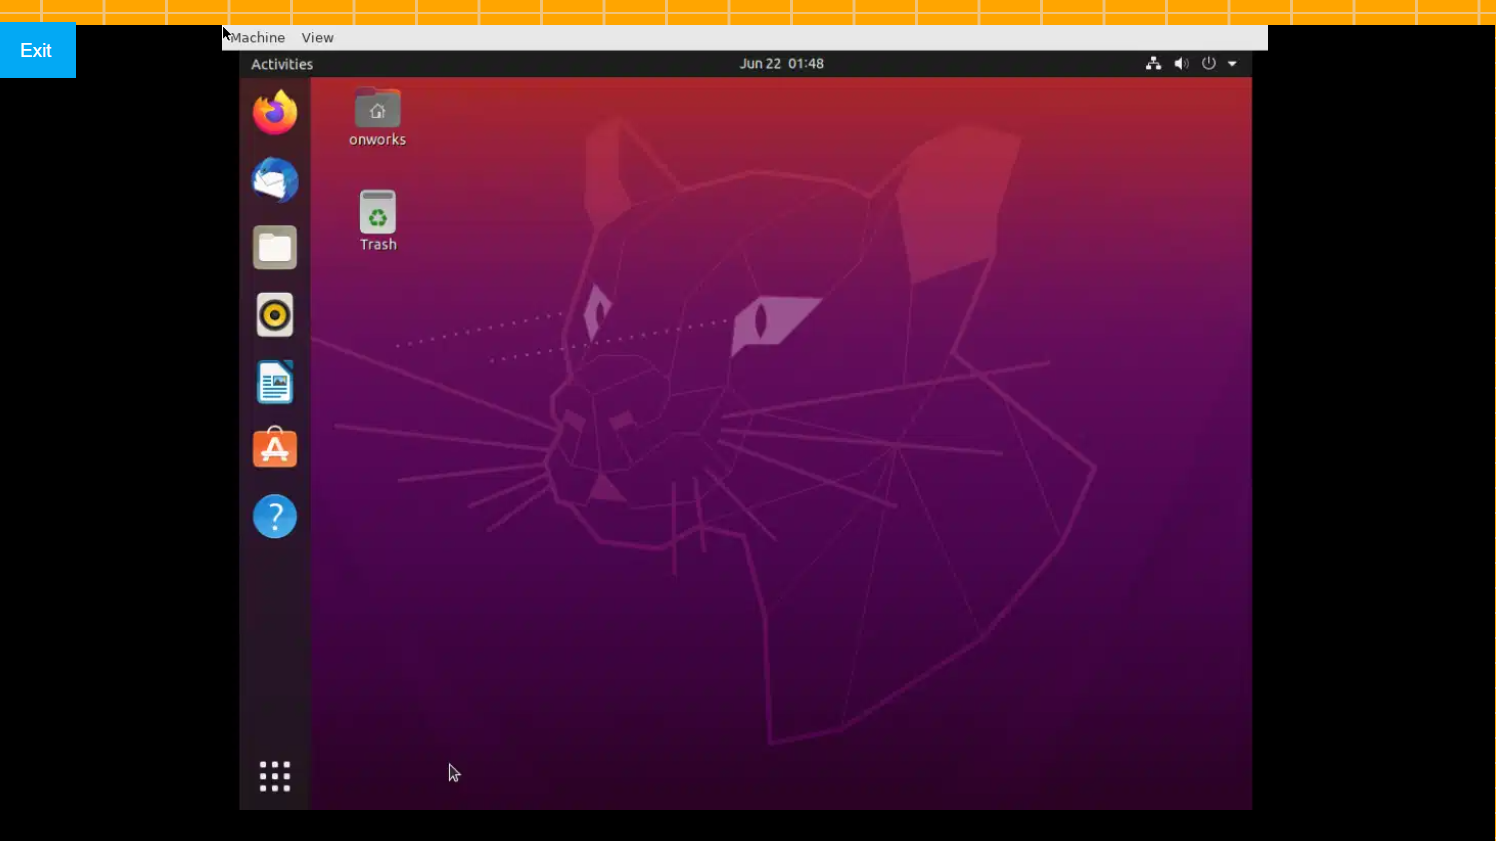 Exit
Machine View
Activities
Jun 22 01:48
onworks
Trash